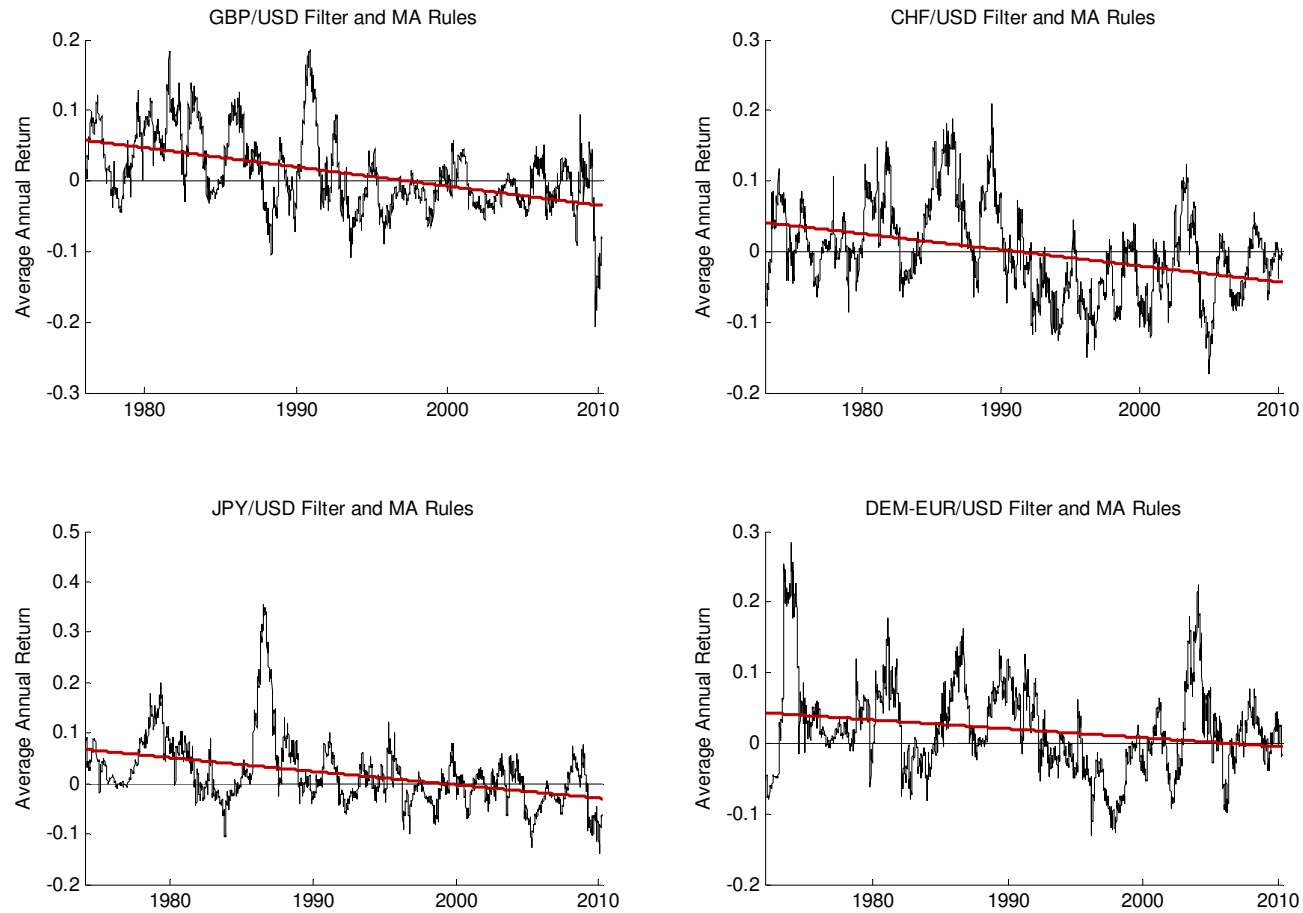 GBP/USD Filter and MA Rules
Average Annual Return
0.2
0.1
0
-0.1
-0.2
-0.3
1980 1990 2000 2010
CHF/USD Filter and MA Rules
Average Annual Return
0.3
0.2
0.1
0
-0.1
-0.2
1980 1990 2000 2010
JPY/USD Filter and MA Rules
Average Annual Return
0.5
0.4
0.3
0.2
0.1
0
-0.1
-0.2
1980 1990 2000 2010
DEM-EUR/USD Filter and MA Rules
Average Annual Return
0.3
0.2
0.1
0
-0.1
-0.2
1980 1990 2000 2010